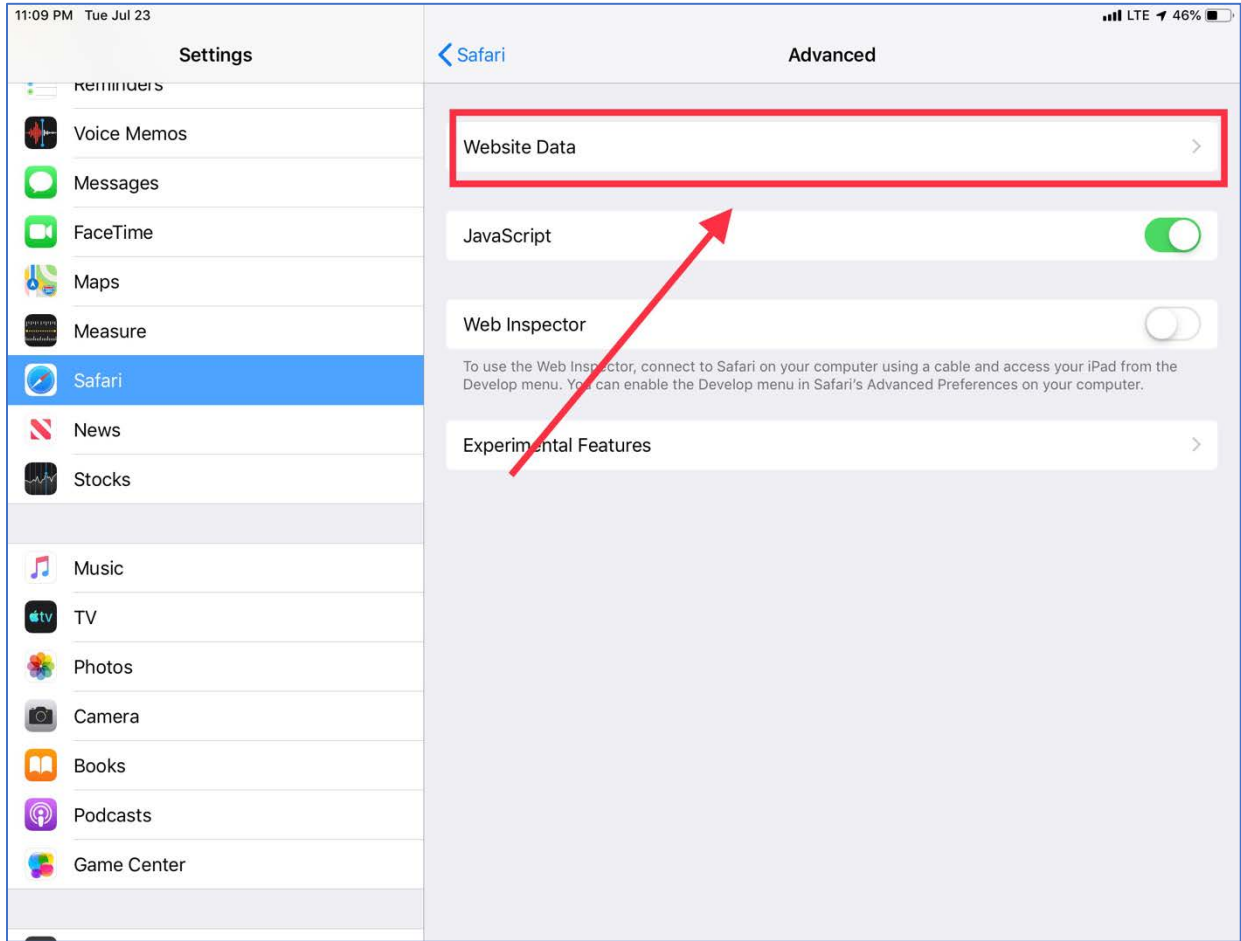 11:09 PM Tue Jul 23
LTE 46%
Settings
Safari
Advanced
Reminders
Voice Memos
Messages
FaceTime
Maps
Measure
Safari
News
Stocks
Music
tv
TV
Photos
Camera
Books
Podcasts
Game Center
Website Data
JavaScript
Web Inspector
To use the Web Inspector, connect to Safari on your computer using a cable and access your iPad from the
Develop menu. You can enable the Develop menu in Safari's Advanced Preferences on your computer.
Experimental Features